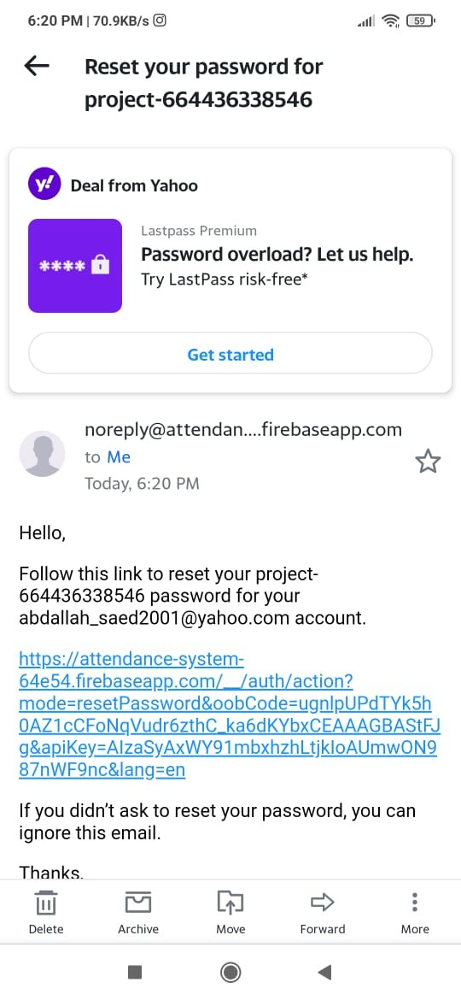 6:20 PM | 70.9KB/s
59
Reset your password for
project-664436338546
y!
Deal from Yahoo
****
Lastpass Premium
Password overload? Let us help.
Try LastPass risk-free*
Get started
noreply@attendan....firebaseapp.com
to Me
Today, 6:20 PM
Hello,
Follow this link to reset your project-
664436338546 password for your
abdallah_saed2001@yahoo.com account.
https://attendance-system-
64e54.firebaseapp.com/__/auth/action?
mode=resetPassword&oobCode=ugnlpUPdTYk5h
0AZ1cCFoNqVudr6zthC_ka6dKYbxCEAAAGBAStFJ
g&apiKey=AIzaSyAxWY91mbxhzhLtjkIoAUmwON9
87nWF9nc&lang=en
If you didn’t ask to reset your password, you can
ignore this email.
Thanks,
Delete
Archive
Move
Forward
More